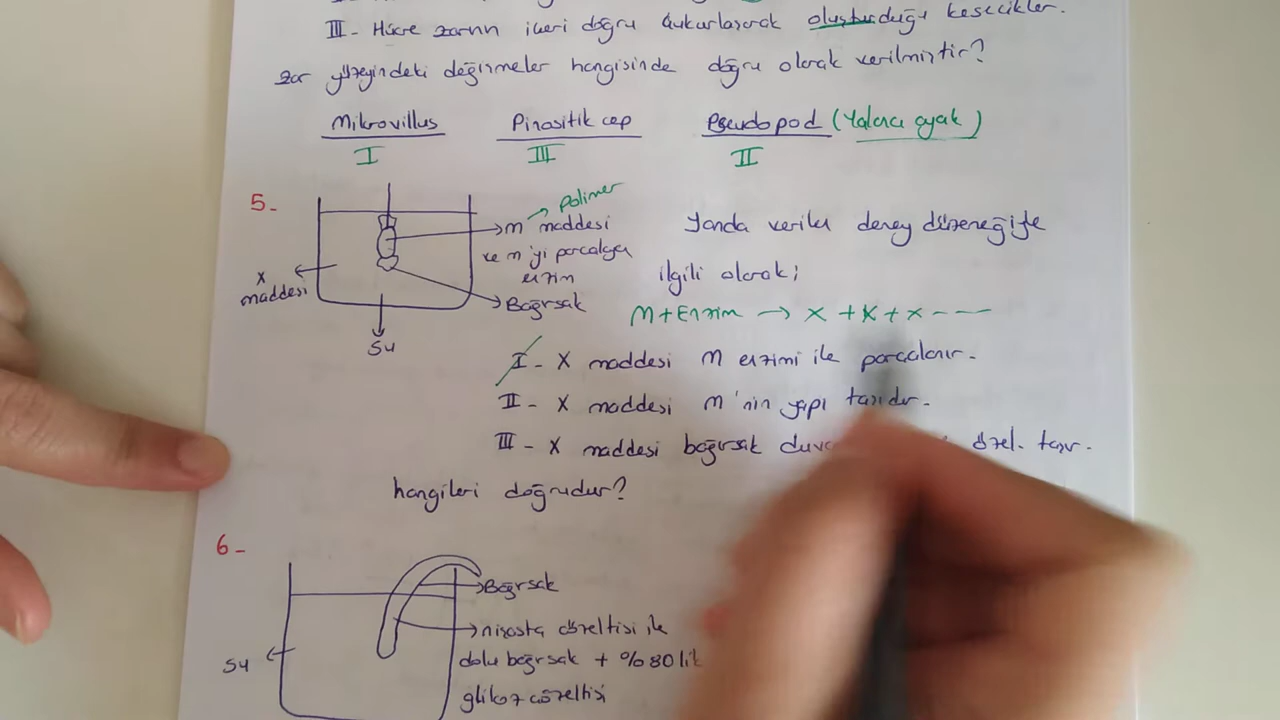 III - Hücre zarının içeri doğru çukurlaşarak oluşturduğu kesecikler.
zar yüzeyindeki değişmeler hangisinde doğru olarak verilmiştir?
Mikrovillus Pinositik cep Pseudopod (Yalancı ayak)
I III II
5-
polimer
m maddesi
ve m'yi parçalayan
enzim
Bağırsak
X
maddesi
Su
Yanda verilen deney düzeneğiyle
ilgili olarak;
M+Enzim → X + X + X - - -
I - X maddesi M enzimi ile parçalanır.
II - X maddesi M'nin yapı taşıdır.
III - X maddesi bağırsak özel. taşır.
hangileri doğrudur?
6-
Bağırsak
nişasta çözeltisi ile
dolu bağırsak + %80 lik
glikoz çözeltisi
Su